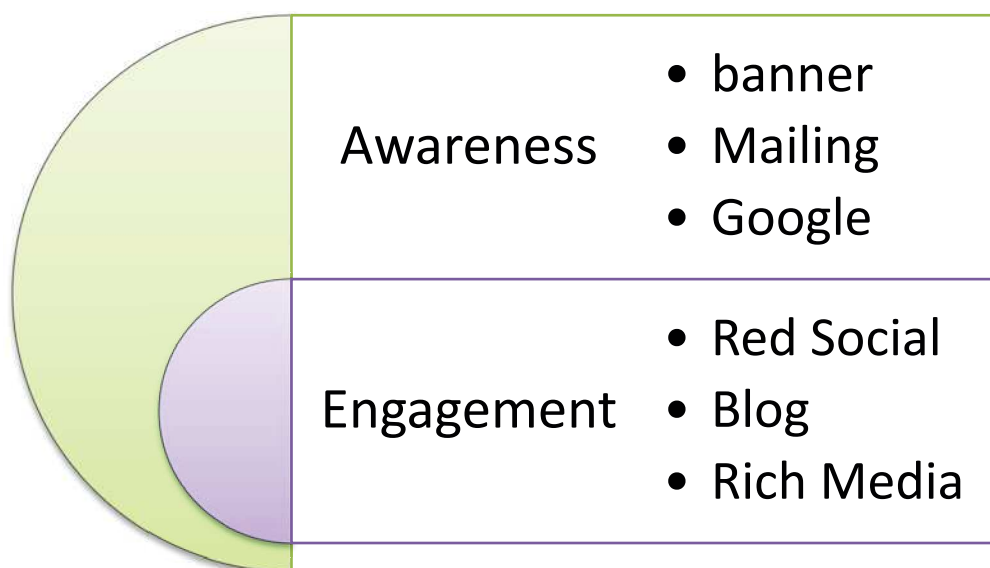 Awareness
• banner
• Mailing
• Google
Engagement
• Red Social
• Blog
• Rich Media